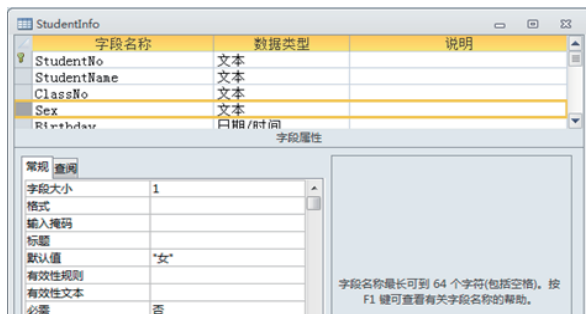 StudentInfo
字段名称 数据类型 说明
StudentNo 文本
StudentName 文本
ClassNo 文本
Sex 文本
Birthday 日期/时间
字段属性
常规 查阅
字段大小 1
格式
输入掩码
标题
默认值 "女"
有效性规则
有效性文本
必需 否
字段名称最长可到 64 个字符(包括空格)。按
F1 键可查看有关字段名称的帮助。